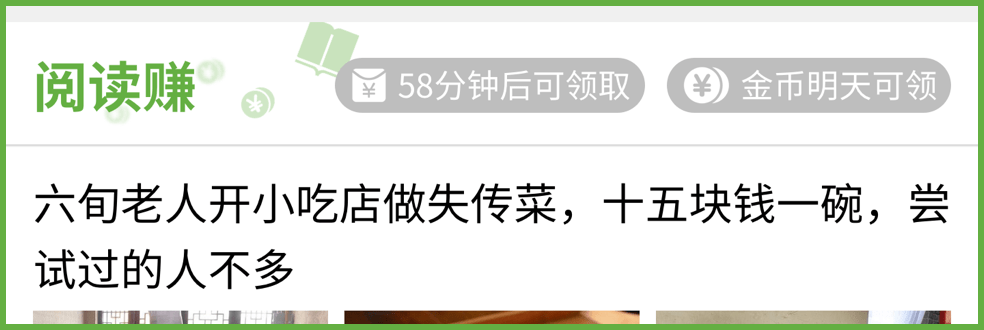 阅读赚
58分钟后可领取
金币明天可领
六旬老人开小吃店做失传菜，十五块钱一碗，尝
试过的人不多